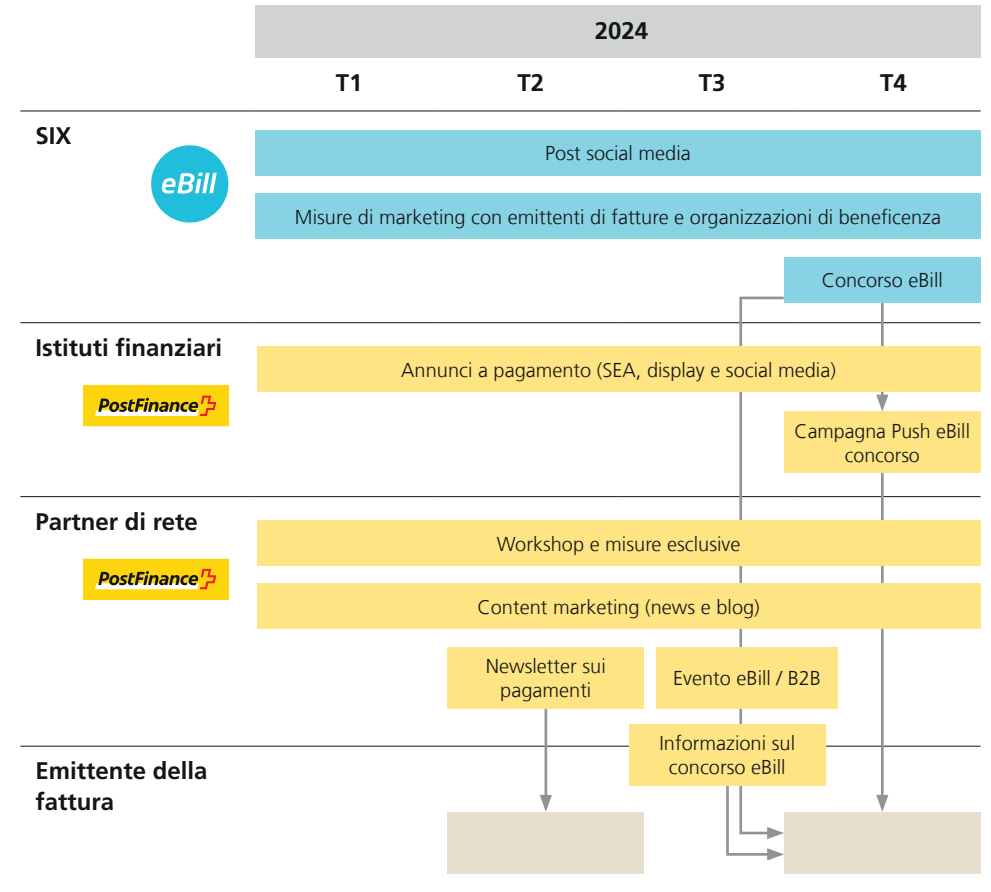 2024
T1 T2 T3 T4
SIX
eBill
Post social media
Misure di marketing con emittenti di fatture e organizzazioni di beneficenza
Concorso eBill
Istituti finanziari
PostFinance
Annunci a pagamento (SEA, display e social media)
Campagna Push eBill
concorso
Partner di rete
PostFinance
Workshop e misure esclusive
Content marketing (news e blog)
Newsletter sui
pagamenti
Evento eBill / B2B
Informazioni sul
concorso eBill
Emittente della
fattura